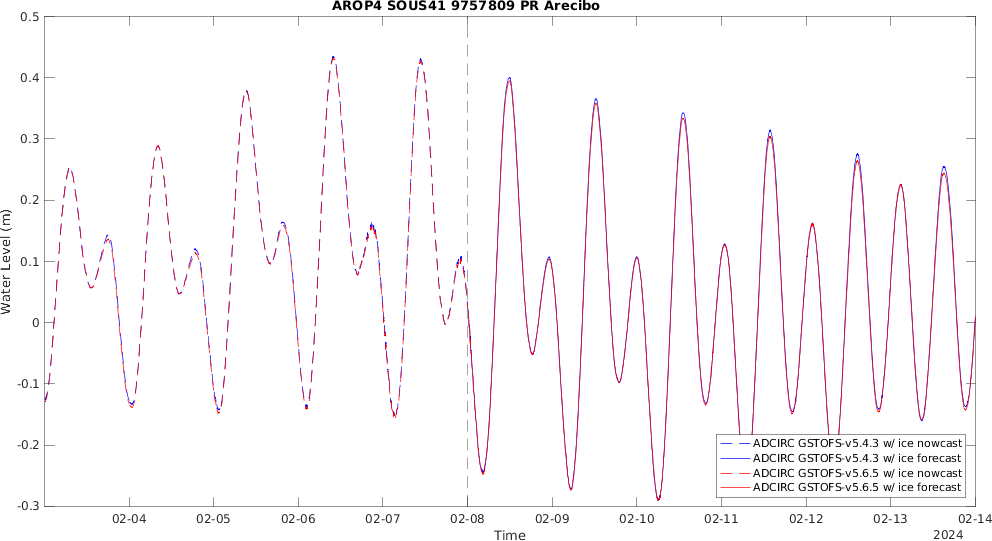 AROP4 SOUS41 9757809 PR Arecibo
0.5
0.4
0.3
0.2
0.1
0
-0.1
-0.2
-0.3
Water Level (m)
ADCIRC GSTOFS-v5.4.3 w/ ice nowcast
ADCIRC GSTOFS-v5.4.3 w/ ice forecast
ADCIRC GSTOFS-v5.6.5 w/ ice nowcast
ADCIRC GSTOFS-v5.6.5 w/ ice forecast
02-04 02-05 02-06 02-07 02-08 02-09 02-10 02-11 02-12 02-13 02-14
Time
2024